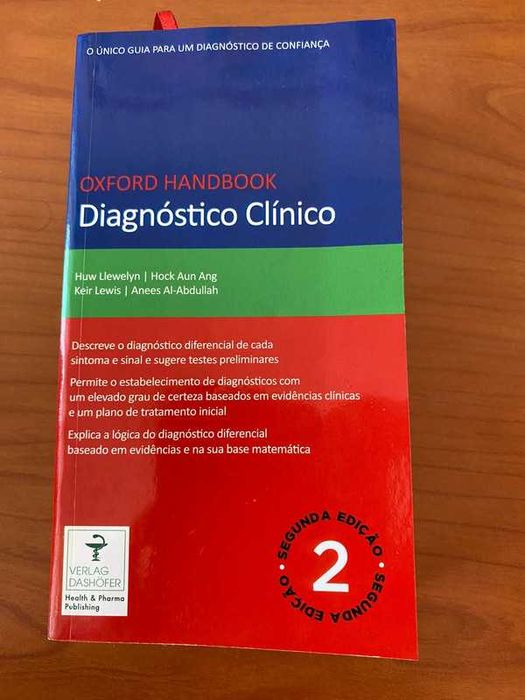 O ÚNICO GUIA PARA UM DIAGNÓSTICO DE CONFIANÇA
OXFORD HANDBOOK
Diagnóstico Clínico
Huw Llewelyn | Hock Aun Ang
Keir Lewis | Anees Al-Abdullah
Descreve o diagnóstico diferencial de cada
sintoma e sinal e sugere testes preliminares
Permite o estabelecimento de diagnósticos com
um elevado grau de certeza baseados em evidências clínicas
e um plano de tratamento inicial
Explica a lógica do diagnóstico diferencial
baseado em evidências e na sua base matemática
VERLAG
DASHÖFER
Health & Pharma
Publishing
SEGUNDA EDIÇÃO • SEGUNDA EDIÇÃO •
2